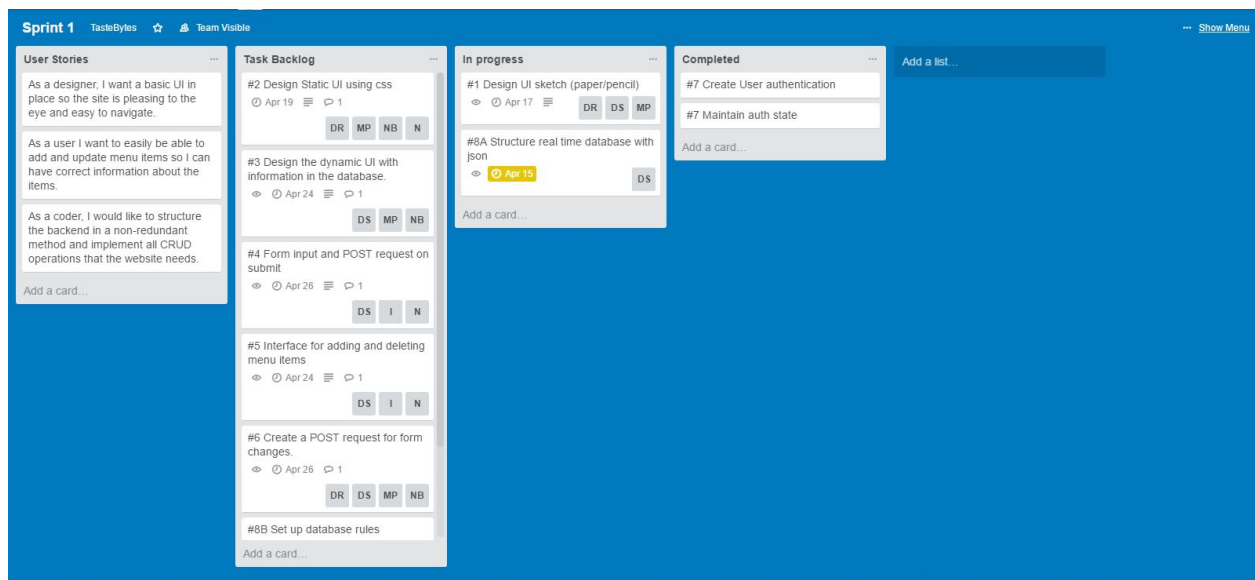 Sprint 1 TasteBytes Team Visible ··· Show Menu
User Stories ···
As a designer, I want a basic UI in
place so the site is pleasing to the
eye and easy to navigate.
As a user I want to easily be able to
add and update menu items so I can
have correct information about the
items.
As a coder, I would like to structure
the backend in a non-redundant
method and implement all CRUD
operations that the website needs.
Add a card...
Task Backlog ···
#2 Design Static UI using css
Apr 19 1
DR MP NB N
#3 Design the dynamic UI with
information in the database.
Apr 24 1
DS MP NB
#4 Form input and POST request on
submit
Apr 26 1
DS I N
#5 Interface for adding and deleting
menu items
Apr 24 1
DS I N
#6 Create a POST request for form
changes.
Apr 26 1
DR DS MP NB
#8B Set up database rules
Add a card...
In progress ···
#1 Design UI sketch (paper/pencil)
Apr 17
DR DS MP
#8A Structure real time database with
json
Apr 15
DS
Add a card...
Completed ···
#7 Create User authentication
#7 Maintain auth state
Add a card...
Add a list...